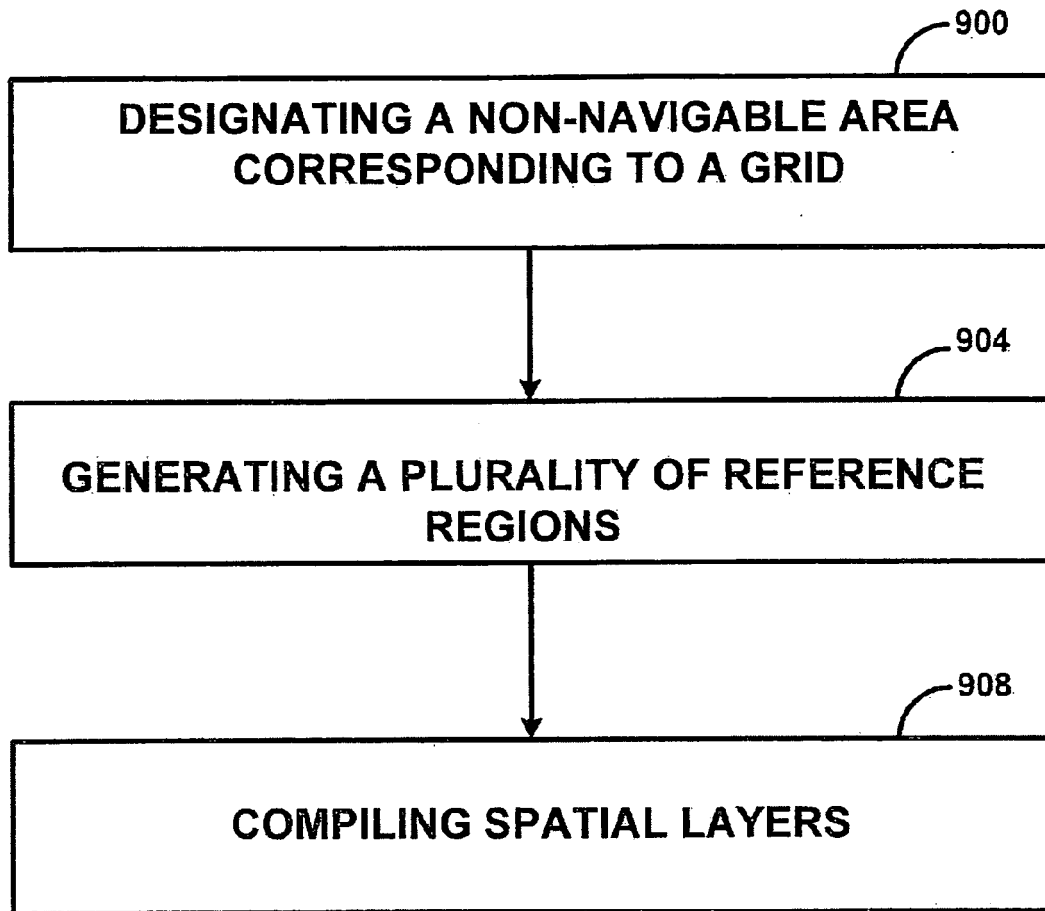 900
DESIGNATING A NON-NAVIGABLE AREA
CORRESPONDING TO A GRID
904
GENERATING A PLURALITY OF REFERENCE
REGIONS
908
COMPILING SPATIAL LAYERS